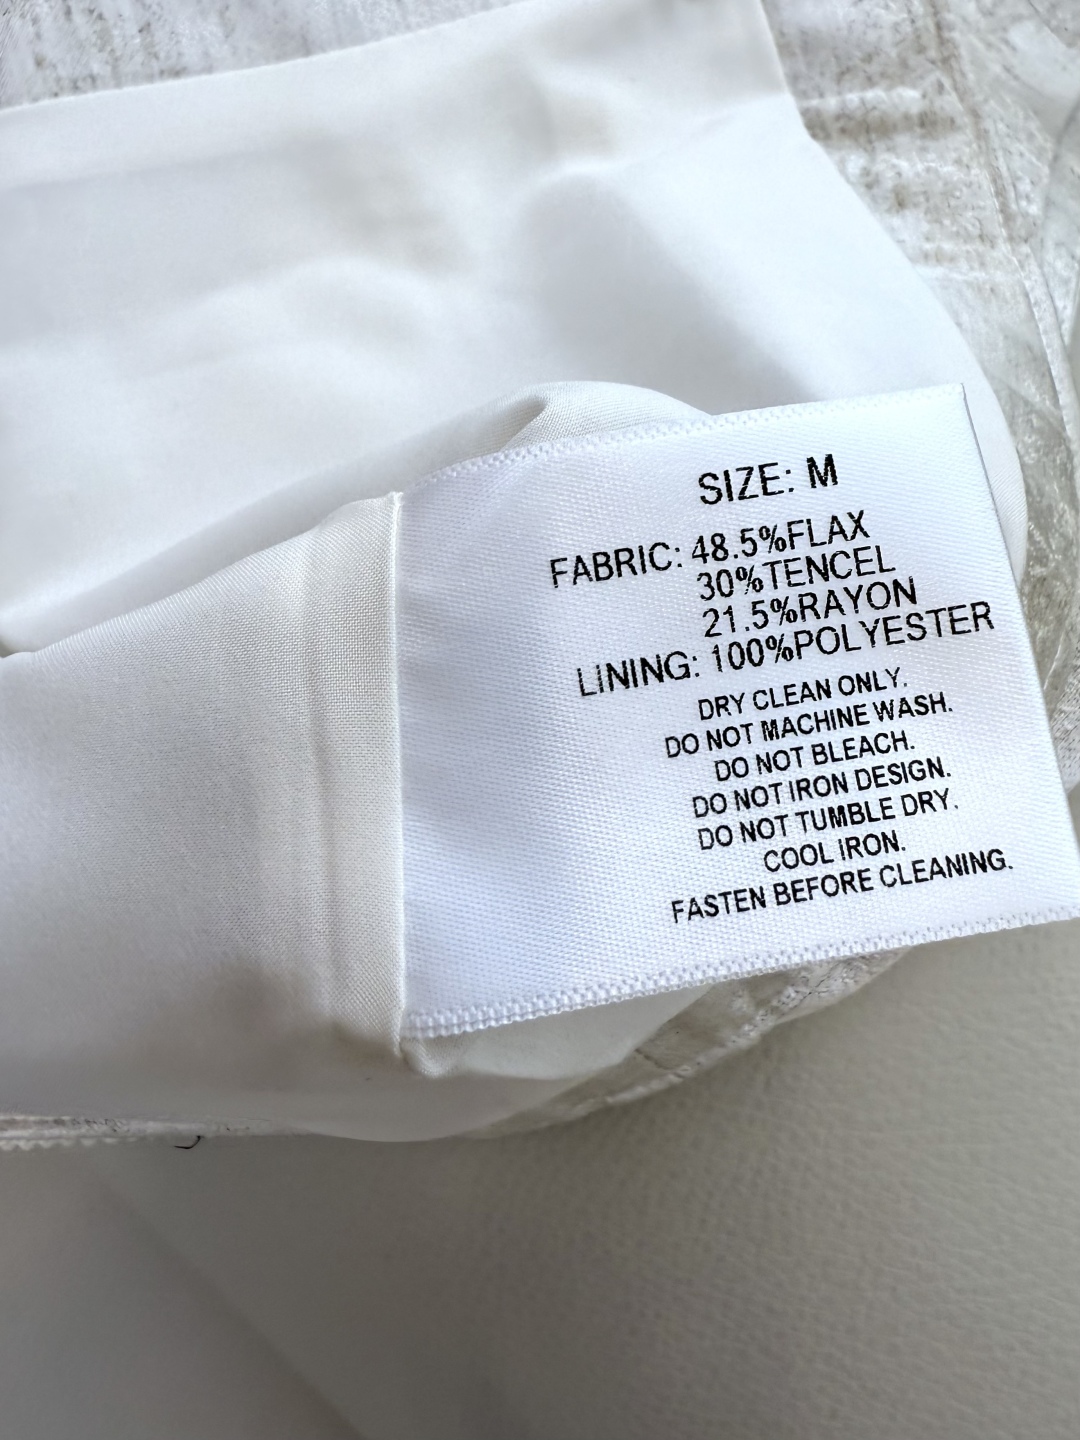 SIZE: M
FABRIC: 48.5%FLAX
30%TENCEL
21.5%RAYON
LINING: 100%POLYESTER
DRY CLEAN ONLY.
DO NOT MACHINE WASH.
DO NOT BLEACH.
DO NOT IRON DESIGN.
DO NOT TUMBLE DRY.
COOL IRON.
FASTEN BEFORE CLEANING.